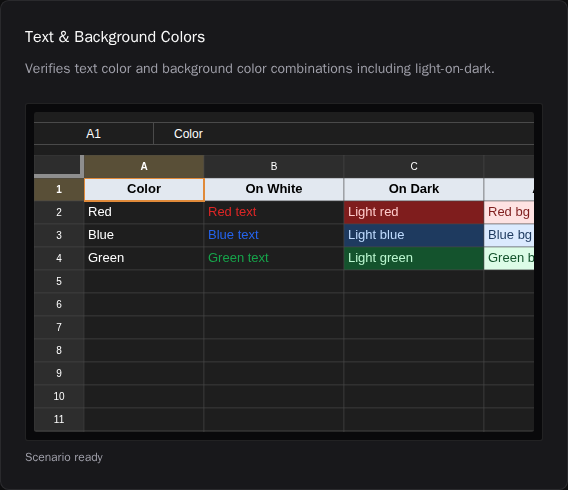 Text & Background Colors
Verifies text color and background color combinations including light-on-dark.
A1 Color
A B C
1 Color On White On Dark
2 Red Red text Light red Red bg
3 Blue Blue text Light blue Blue bg
4 Green Green text Light green Green b
5
6
7
8
9
10
11
Scenario ready